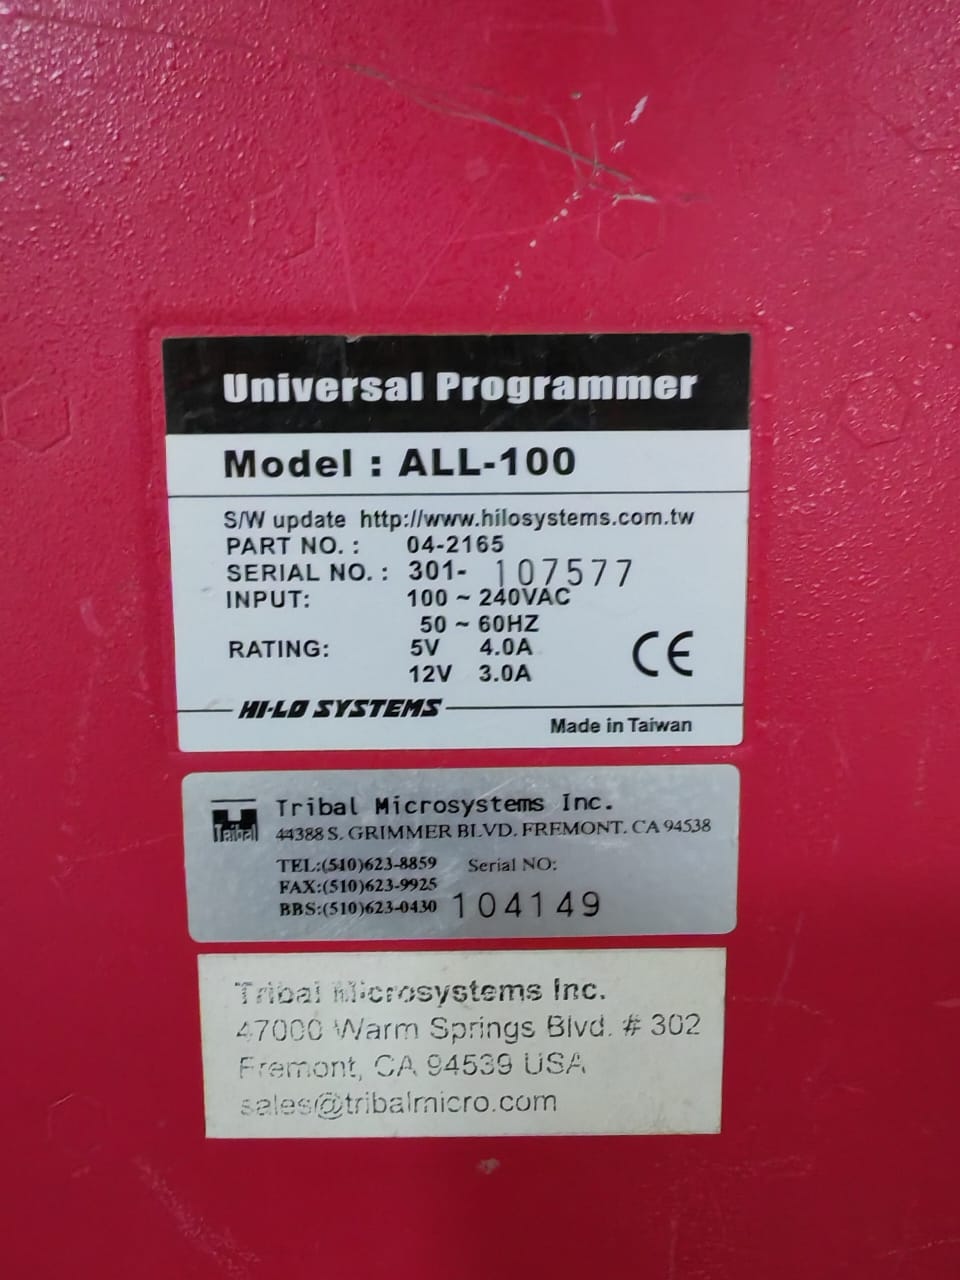 Universal Programmer
Model : ALL-100
S/W update http://www.hilosystems.com.tw
PART NO. : 04-2165
SERIAL NO. : 301- 107577
INPUT: 100 ~ 240VAC
50 ~ 60HZ
RATING: 5V 4.0A
12V 3.0A
CE
HI-LO SYSTEMS
Made in Taiwan
Tribal
Tribal Microsystems Inc.
44388 S. GRIMMER BLVD. FREMONT. CA 94538
TEL:(510)623-8859 Serial NO:
FAX:(510)623-9925
BBS:(510)623-0430 104149
Tribal Microsystems Inc.
47000 Warm Springs Blvd. # 302
Fremont, CA 94539 USA
sales@tribalmicro.com